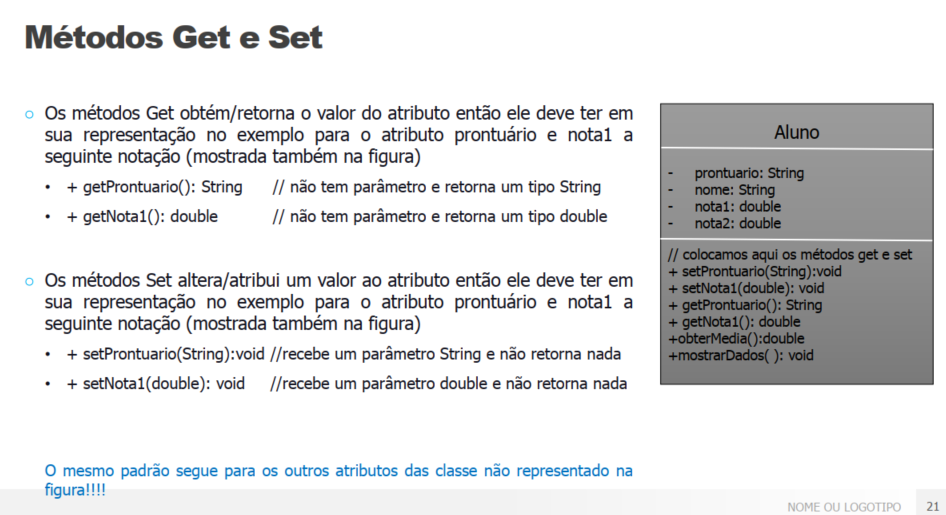 Métodos Get e Set
Os métodos Get obtém/retorna o valor do atributo então ele deve ter em
sua representação no exemplo para o atributo prontuário e nota1 a
seguinte notação (mostrada também na figura)
• + getProntuario(): String // não tem parâmetro e retorna um tipo String
• + getNota1(): double // não tem parâmetro e retorna um tipo double
Os métodos Set altera/atribui um valor ao atributo então ele deve ter em
sua representação no exemplo para o atributo prontuário e nota1 a
seguinte notação (mostrada também na figura)
• + setProntuario(String):void //recebe um parâmetro String e não retorna nada
• + setNota1(double): void //recebe um parâmetro double e não retorna nada
O mesmo padrão segue para os outros atributos das classe não representado na
figura!!!!
Aluno
- prontuario: String
- nome: String
- nota1: double
- nota2: double
// colocamos aqui os métodos get e set
+ setProntuario(String):void
+ setNota1(double): void
+ getProntuario(): String
+ getNota1(): double
+obterMedia():double
+mostrarDados( ): void
NOME OU LOGOTIPO 21